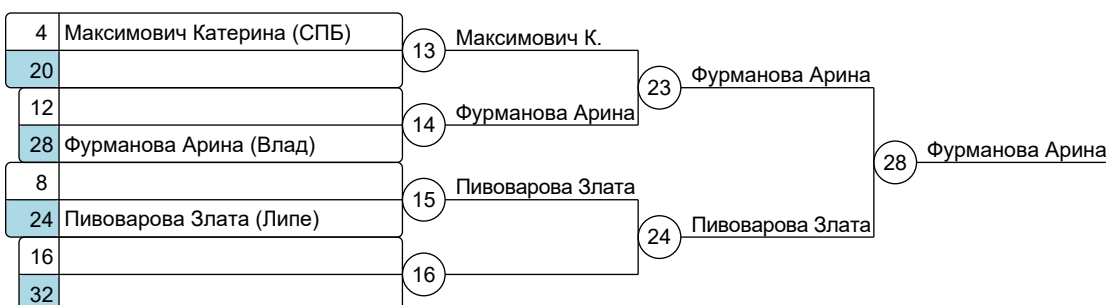 4 Максимович Катерина (СПБ)
20
12
28 Фурманова Арина (Влад)
8
24 Пивоварова Злата (Липе)
16
32
13 Максимович К.
14 Фурманова Арина
15 Пивоварова Злата
16
23 Фурманова Арина
24 Пивоварова Злата
28 Фурманова Арина